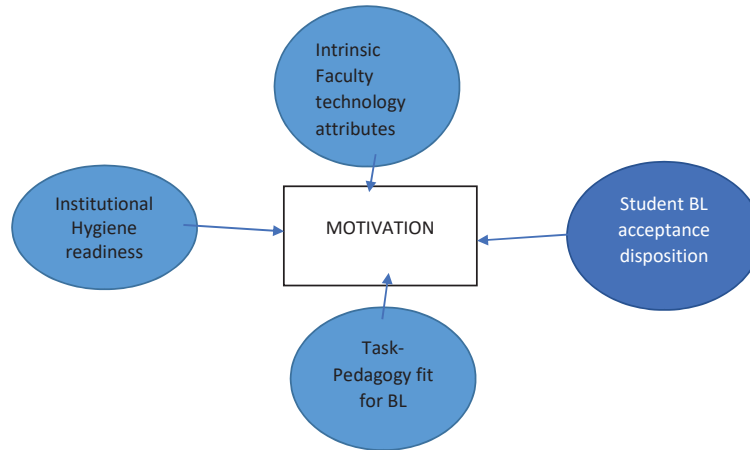 Intrinsic
Faculty
technology
attributes
Institutional
Hygiene
readiness
MOTIVATION
Student BL
acceptance
disposition
Task-
Pedagogy fit
for BL